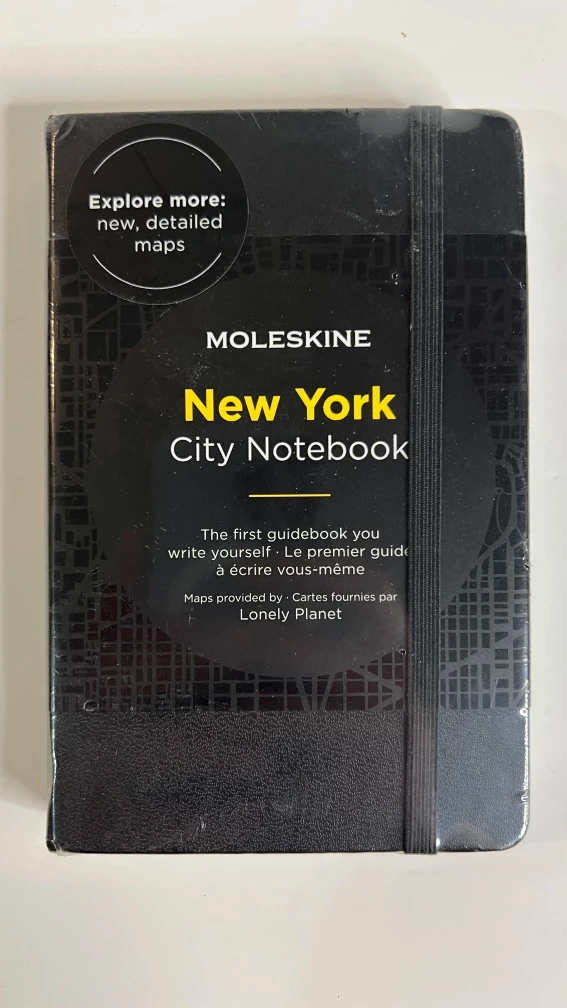 Explore more:
new, detailed
maps
MOLESKINE
New York
City Notebook
The first guidebook you
write yourself · Le premier guide
à écrire vous-même
Maps provided by · Cartes fournies par
Lonely Planet